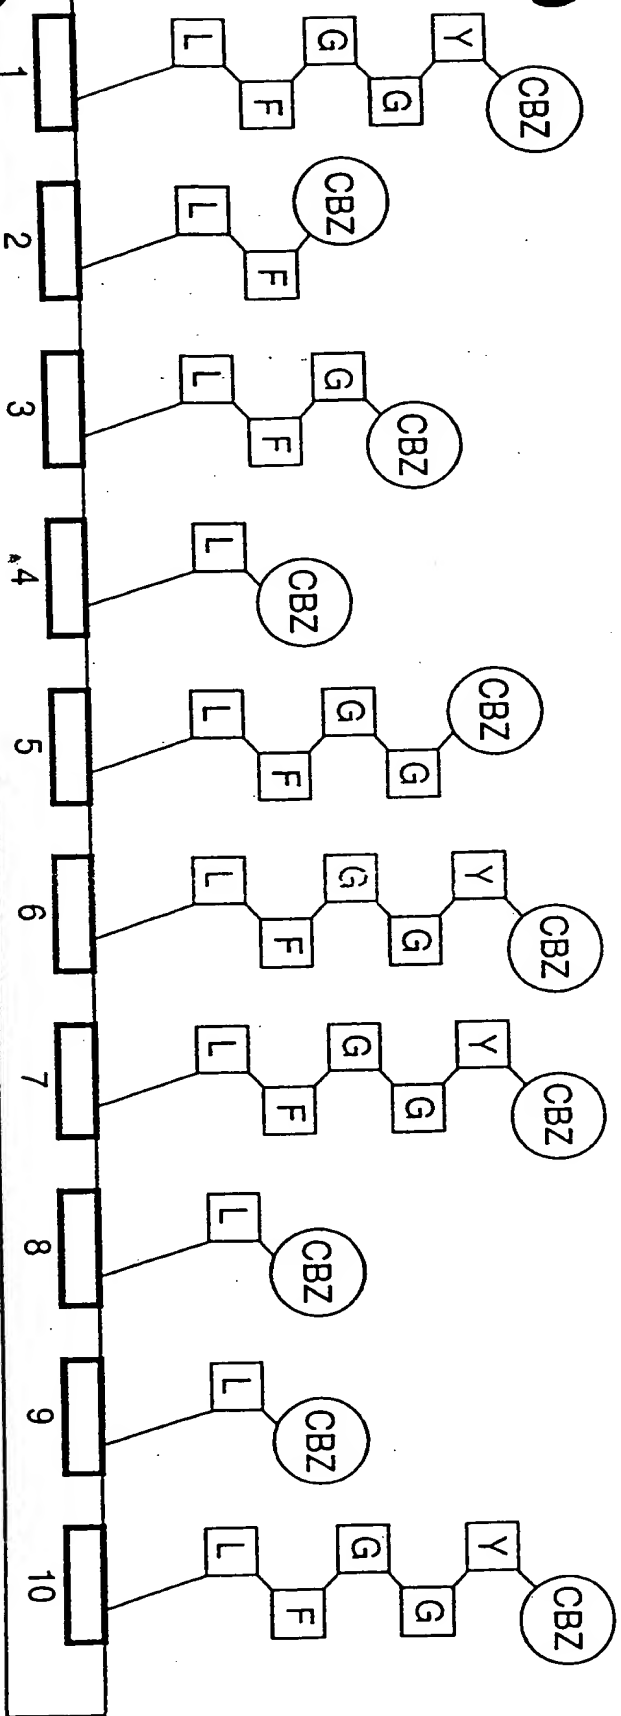 L F G G Y CBZ
1
L F CBZ
2
L F G CBZ
3
L CBZ
4
L F G G CBZ
5
L F G G Y CBZ
6
L F G G Y CBZ
7
L CBZ
8
L CBZ
9
L F G G Y CBZ
10